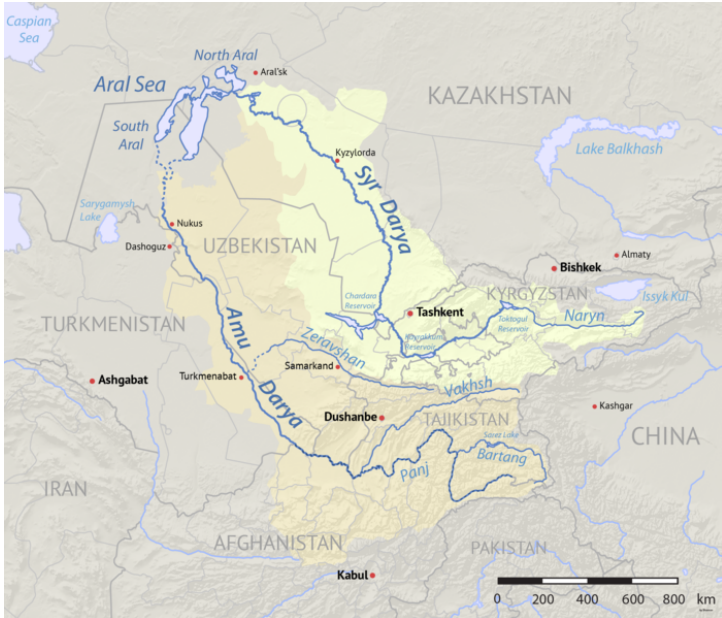 Caspian
Sea
North Aral
Aral'sk
Aral Sea
KAZAKHSTAN
South
Aral
Kyzylorda
Lake Balkhash
Syr Darya
Sarygamysh
Lake
Nukus
UZBEKISTAN
Dashoguz
Almaty
Bishkek
Issyk Kul
KYRGYZSTAN
Chardara
Reservoir
Tashkent
Toktogul
Reservoir
Naryn
Reservoir
TURKMENISTAN
Amu Darya
Zeravshan
Samarkand
Turkmenabat
Ashgabat
Vakhsh
Dushanbe
TAJIKISTAN
Kashgar
CHINA
Sarez Lake
Bartang
Panj
IRAN
AFGHANISTAN
PAKISTAN
Kabul
0 200 400 600 800 km